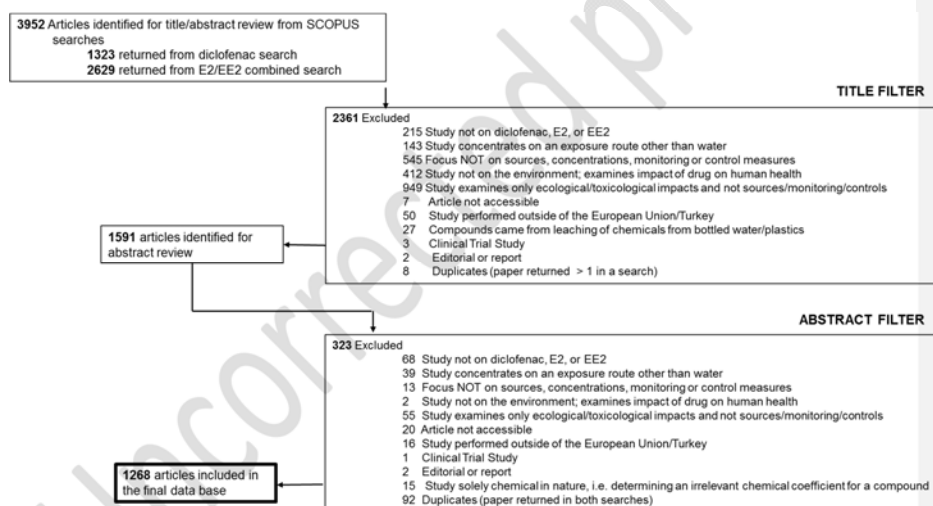 3952 Articles identified for title/abstract review from SCOPUS
searches
1323 returned from diclofenac search
2629 returned from E2/EE2 combined search
TITLE FILTER
2361 Excluded
215 Study not on diclofenac, E2, or EE2
143 Study concentrates on an exposure route other than water
545 Focus NOT on sources, concentrations, monitoring or control measures
412 Study not on the environment; examines impact of drug on human health
949 Study examines only ecological/toxicological impacts and not sources/monitoring/controls
7 Article not accessible
50 Study performed outside of the European Union/Turkey
27 Compounds came from leaching of chemicals from bottled water/plastics
3 Clinical Trial Study
2 Editorial or report
8 Duplicates (paper returned > 1 in a search)
1591 articles identified for
abstract review
ABSTRACT FILTER
323 Excluded
68 Study not on diclofenac, E2, or EE2
39 Study concentrates on an exposure route other than water
13 Focus NOT on sources, concentrations, monitoring or control measures
2 Study not on the environment; examines impact of drug on human health
55 Study examines only ecological/toxicological impacts and not sources/monitoring/controls
20 Article not accessible
16 Study performed outside of the European Union/Turkey
1 Clinical Trial Study
2 Editorial or report
15 Study solely chemical in nature, i.e. determining an irrelevant chemical coefficient for a compound
92 Duplicates (paper returned in both searches)
1268 articles included in
the final data base
Uncorrected pr